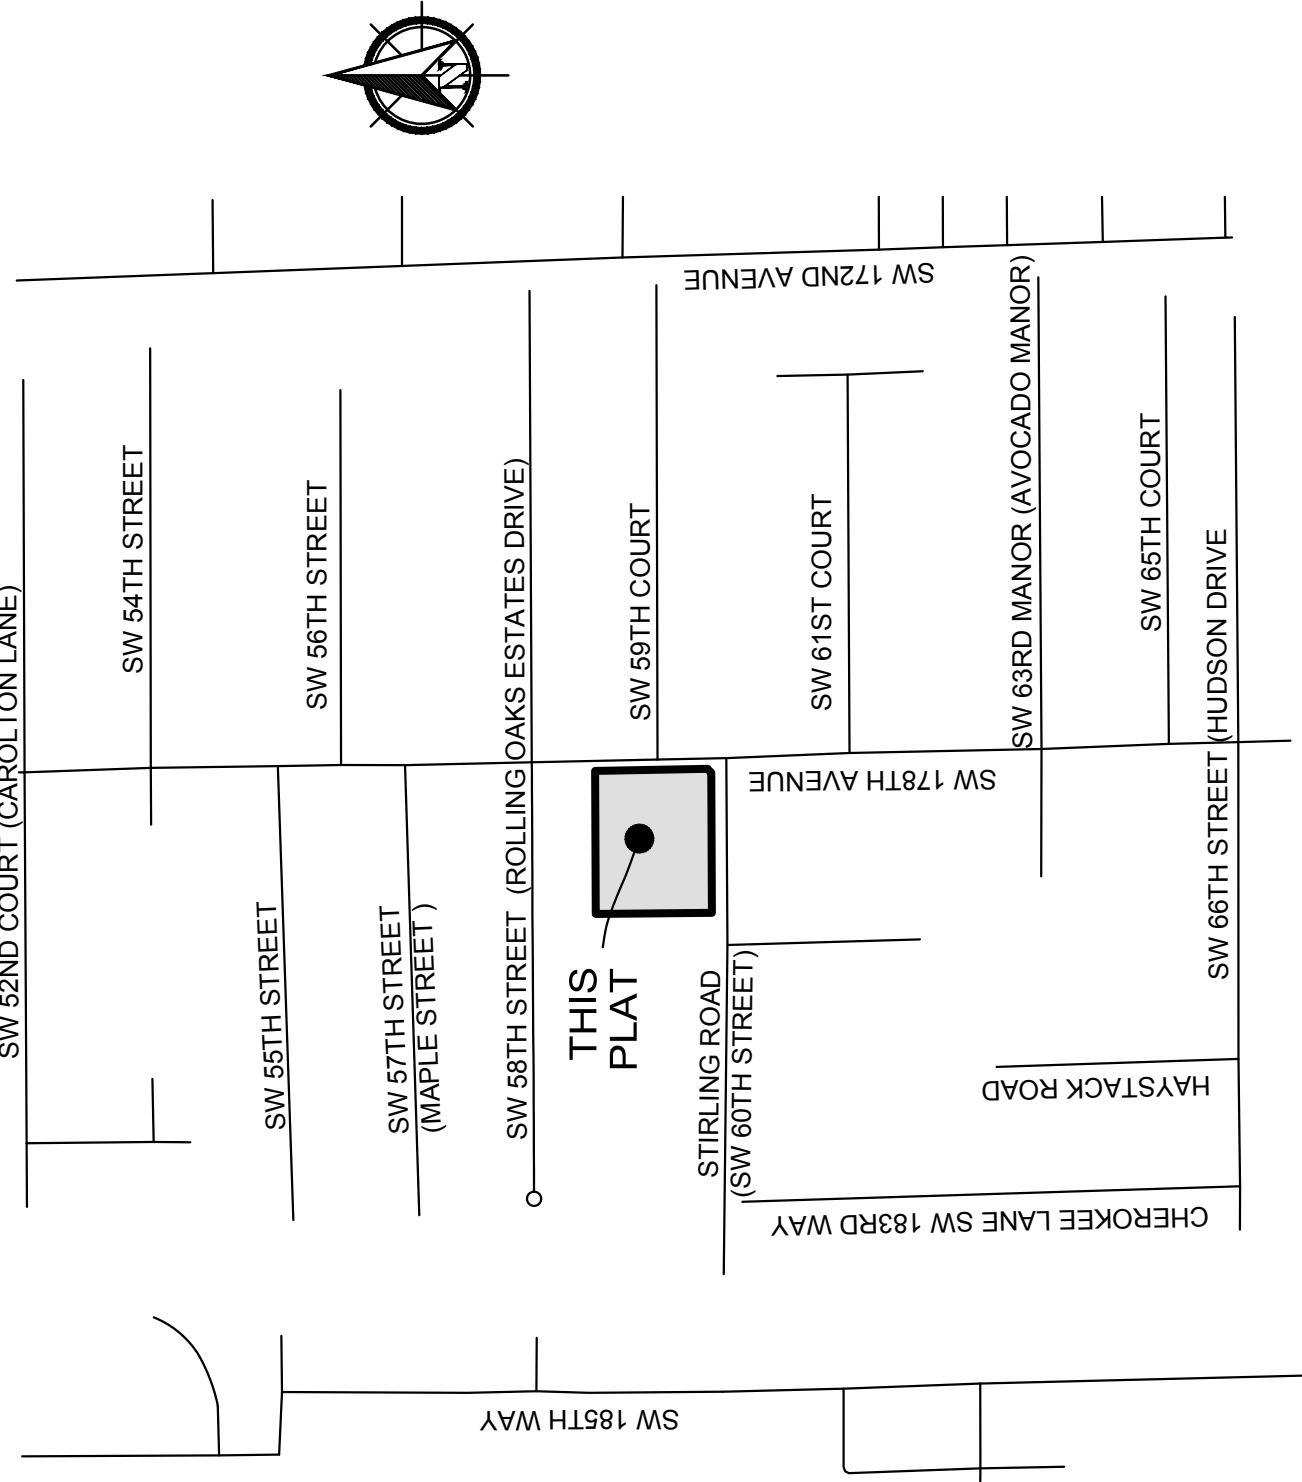 N
SW 172ND AVENUE
SW 52ND COURT (CAROLTON LANE)
SW 54TH STREET
SW 56TH STREET
SW 58TH STREET (ROLLING OAKS ESTATES DRIVE)
SW 59TH COURT
SW 61ST COURT
SW 63RD MANOR (AVOCADO MANOR)
SW 65TH COURT
SW 66TH STREET (HUDSON DRIVE
SW 178TH AVENUE
SW 55TH STREET
SW 57TH STREET
(MAPLE STREET )
THIS
PLAT
STIRLING ROAD
(SW 60TH STREET)
HAYSTACK ROAD
CHEROKEE LANE SW 183RD WAY
SW 185TH WAY